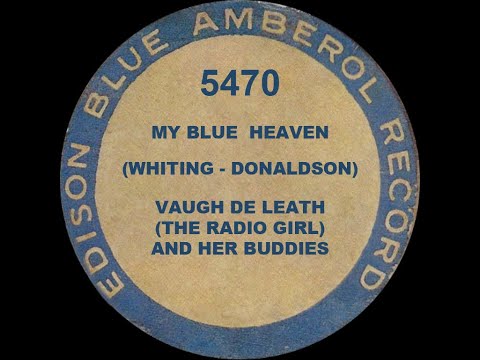 EDISON BLUE AMBEROL RECORD
5470
MY BLUE HEAVEN
(WHITING - DONALDSON)
VAUGH DE LEATH
(THE RADIO GIRL)
AND HER BUDDIES